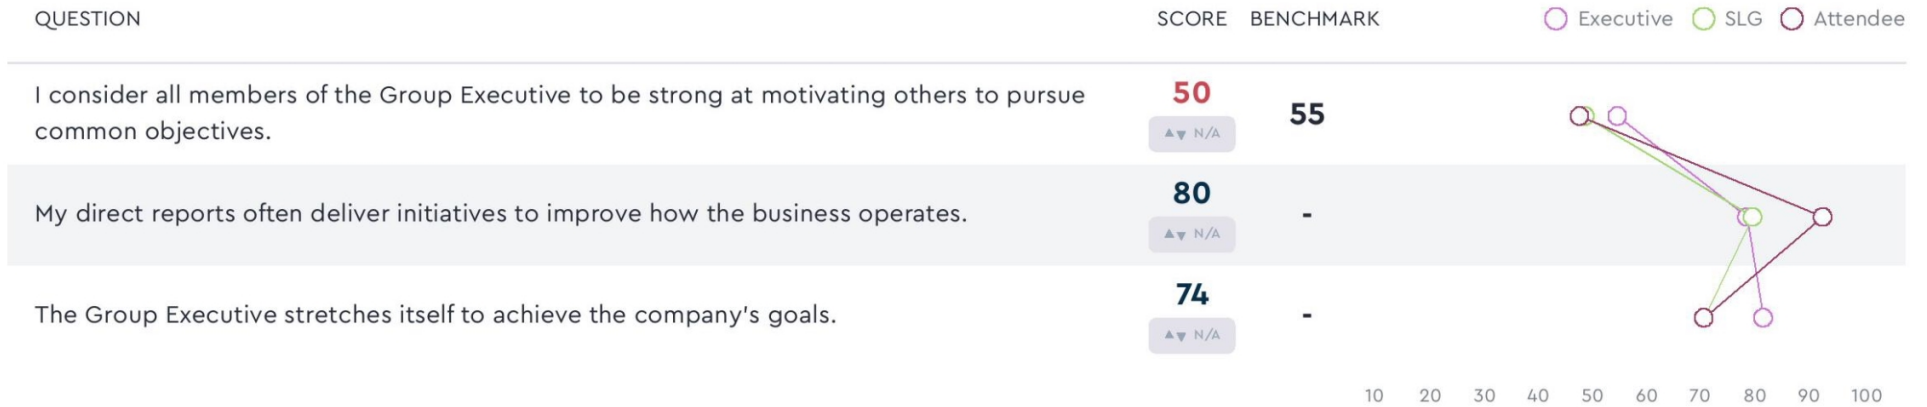 QUESTION SCORE BENCHMARK Executive SLG Attendee
I consider all members of the Group Executive to be strong at motivating others to pursue
common objectives.
50
N/A
55
My direct reports often deliver initiatives to improve how the business operates.
80
N/A
-
The Group Executive stretches itself to achieve the company's goals.
74
N/A
-
10 20 30 40 50 60 70 80 90 100